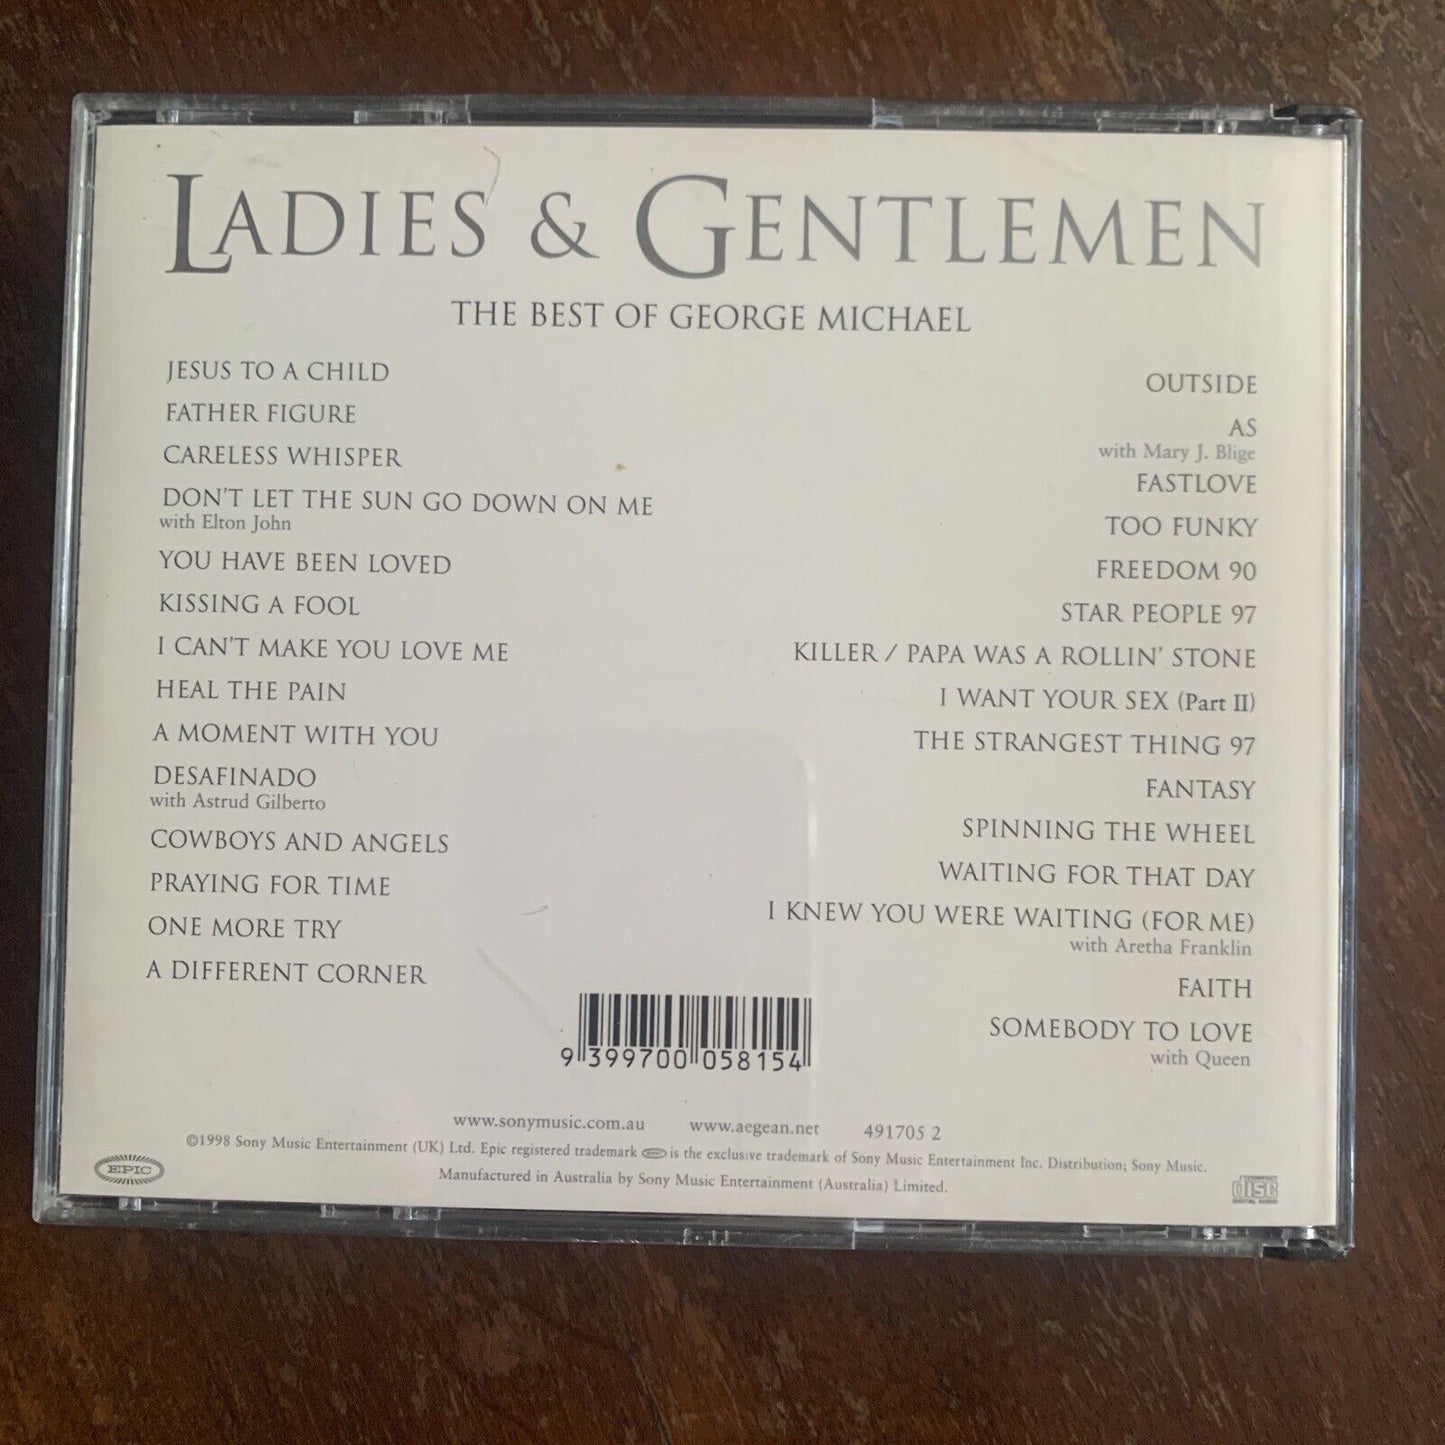 LADIES & GENTLEMEN
THE BEST OF GEORGE MICHAEL
JESUS TO A CHILD
FATHER FIGURE
CARELESS WHISPER
DON'T LET THE SUN GO DOWN ON ME
with Elton John
YOU HAVE BEEN LOVED
KISSING A FOOL
I CAN'T MAKE YOU LOVE ME
HEAL THE PAIN
A MOMENT WITH YOU
DESAFINADO
with Astrud Gilberto
COWBOYS AND ANGELS
PRAYING FOR TIME
ONE MORE TRY
A DIFFERENT CORNER
OUTSIDE
AS
with Mary J. Blige
FASTLOVE
TOO FUNKY
FREEDOM 90
STAR PEOPLE 97
KILLER / PAPA WAS A ROLLIN' STONE
I WANT YOUR SEX (Part II)
THE STRANGEST THING 97
FANTASY
SPINNING THE WHEEL
WAITING FOR THAT DAY
I KNEW YOU WERE WAITING (FOR ME)
with Aretha Franklin
FAITH
SOMEBODY TO LOVE
with Queen
9 399700 058154
www.sonymusic.com.au www.aegean.net 491705 2
©1998 Sony Music Entertainment (UK) Ltd. Epic registered trademark epic is the exclusive trademark of Sony Music Entertainment Inc. Distribution; Sony Music.
Manufactured in Australia by Sony Music Entertainment (Australia) Limited.
EPIC
COMPACT
disc
DIGITAL AUDIO